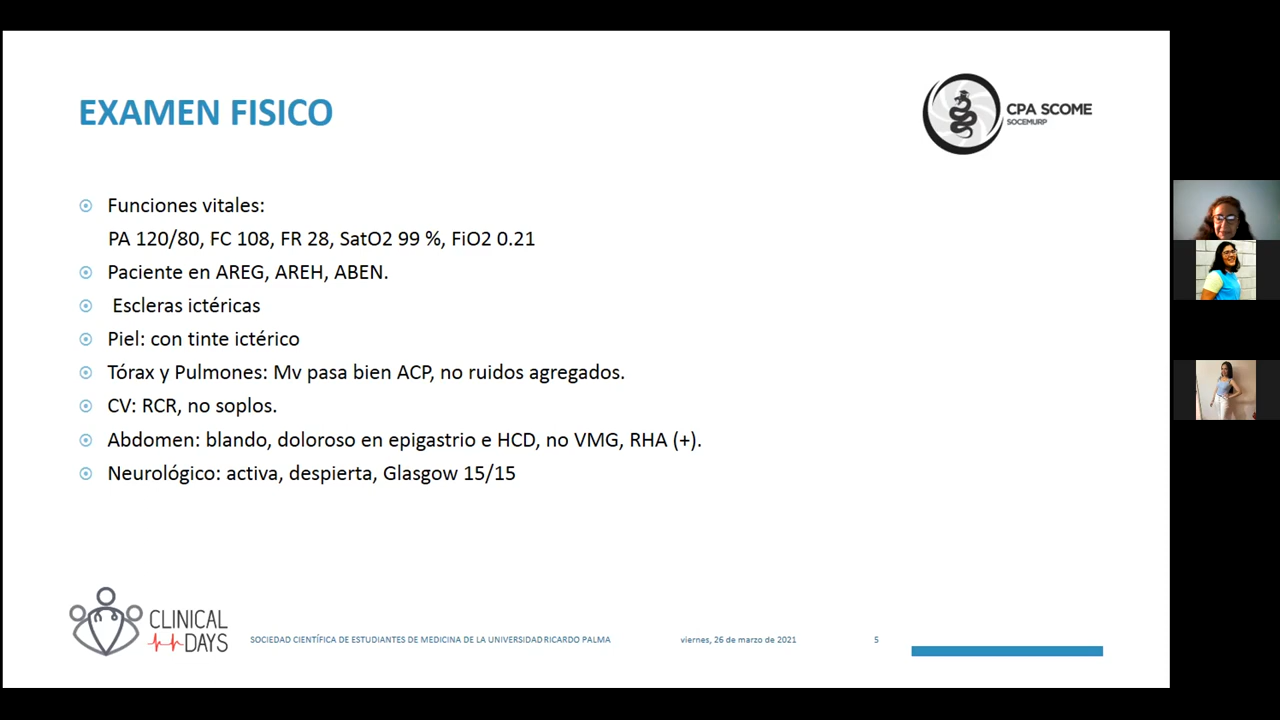 EXAMEN FISICO
CPA SCOME
SOCEMURP
Funciones vitales:
PA 120/80, FC 108, FR 28, SatO2 99 %, FiO2 0.21
Paciente en AREG, AREH, ABEN.
Escleras ictéricas
Piel: con tinte ictérico
Tórax y Pulmones: Mv pasa bien ACP, no ruidos agregados.
CV: RCR, no soplos.
Abdomen: blando, doloroso en epigastrio e HCD, no VMG, RHA (+).
Neurológico: activa, despierta, Glasgow 15/15
CLINICAL
DAYS
SOCIEDAD CIENTÍFICA DE ESTUDIANTES DE MEDICINA DE LA UNIVERSIDAD RICARDO PALMA
viernes, 26 de marzo de 2021
5